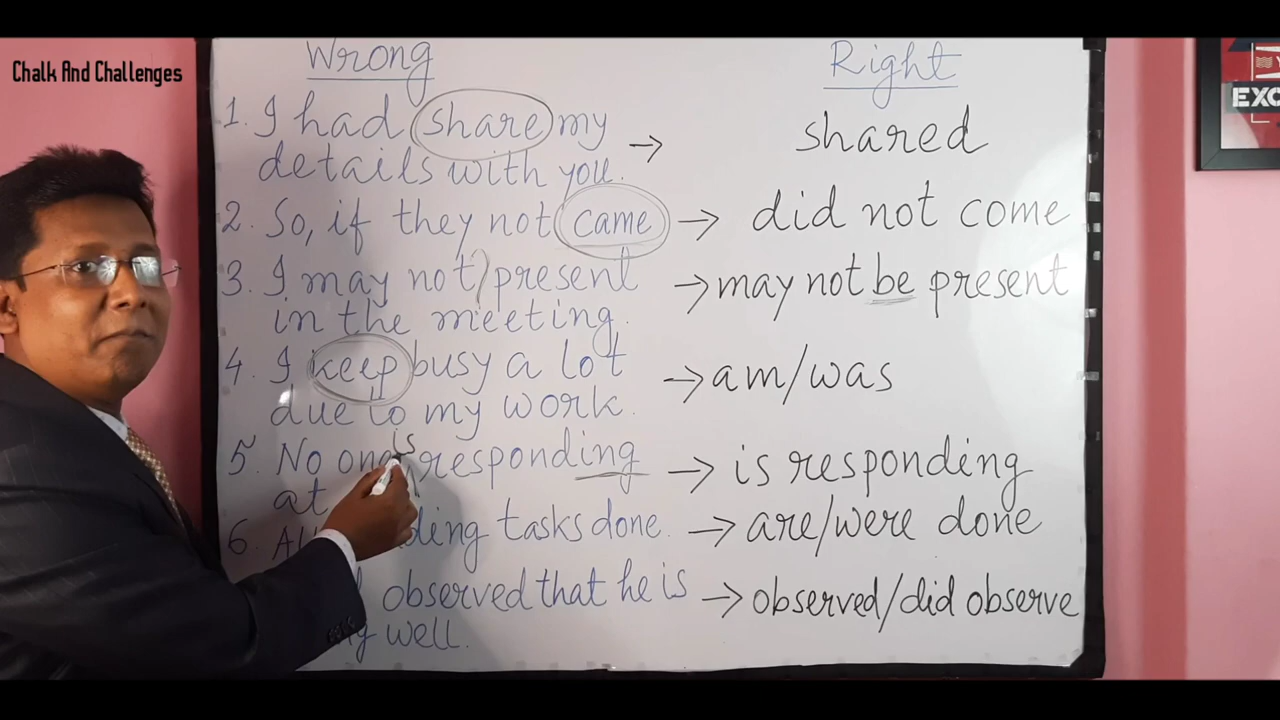 Chalk And Challenges
Wrong
Right
1. I had share my
details with you.
→ shared
2. So, if they not came → did not come
3. I may not present
in the meeting.
→ may not be present
4. I keep busy a lot
due to my work.
→ am/was
is
5. No one responding → is responding
at
6. tasks done. → are/were done
observed that he is → observed/did observe
well.
EXC